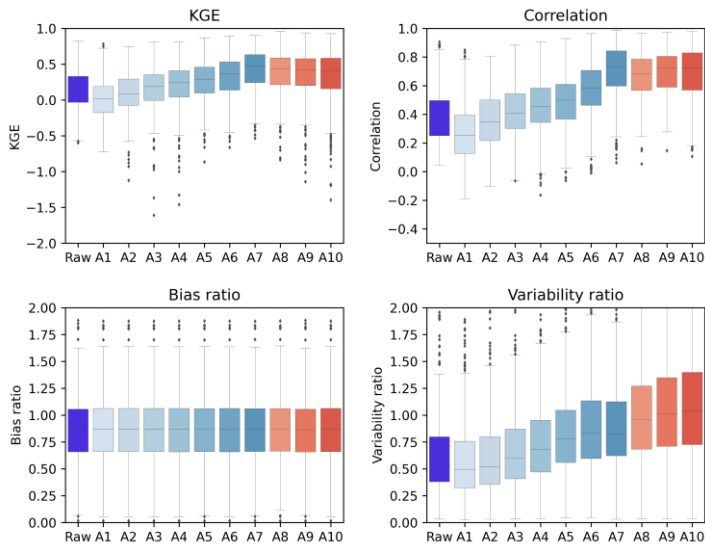 KGE
Correlation
1.0
0.5
0.0
−0.5
−1.0
−1.5
−2.0
KGE
Raw A1 A2 A3 A4 A5 A6 A7 A8 A9 A10
1.0
0.8
0.6
0.4
0.2
0.0
−0.2
−0.4
Correlation
Raw A1 A2 A3 A4 A5 A6 A7 A8 A9 A10
Bias ratio
Variability ratio
2.00
1.75
1.50
1.25
1.00
0.75
0.50
0.25
0.00
Bias ratio
Raw A1 A2 A3 A4 A5 A6 A7 A8 A9 A10
2.00
1.75
1.50
1.25
1.00
0.75
0.50
0.25
0.00
Variability ratio
Raw A1 A2 A3 A4 A5 A6 A7 A8 A9 A10